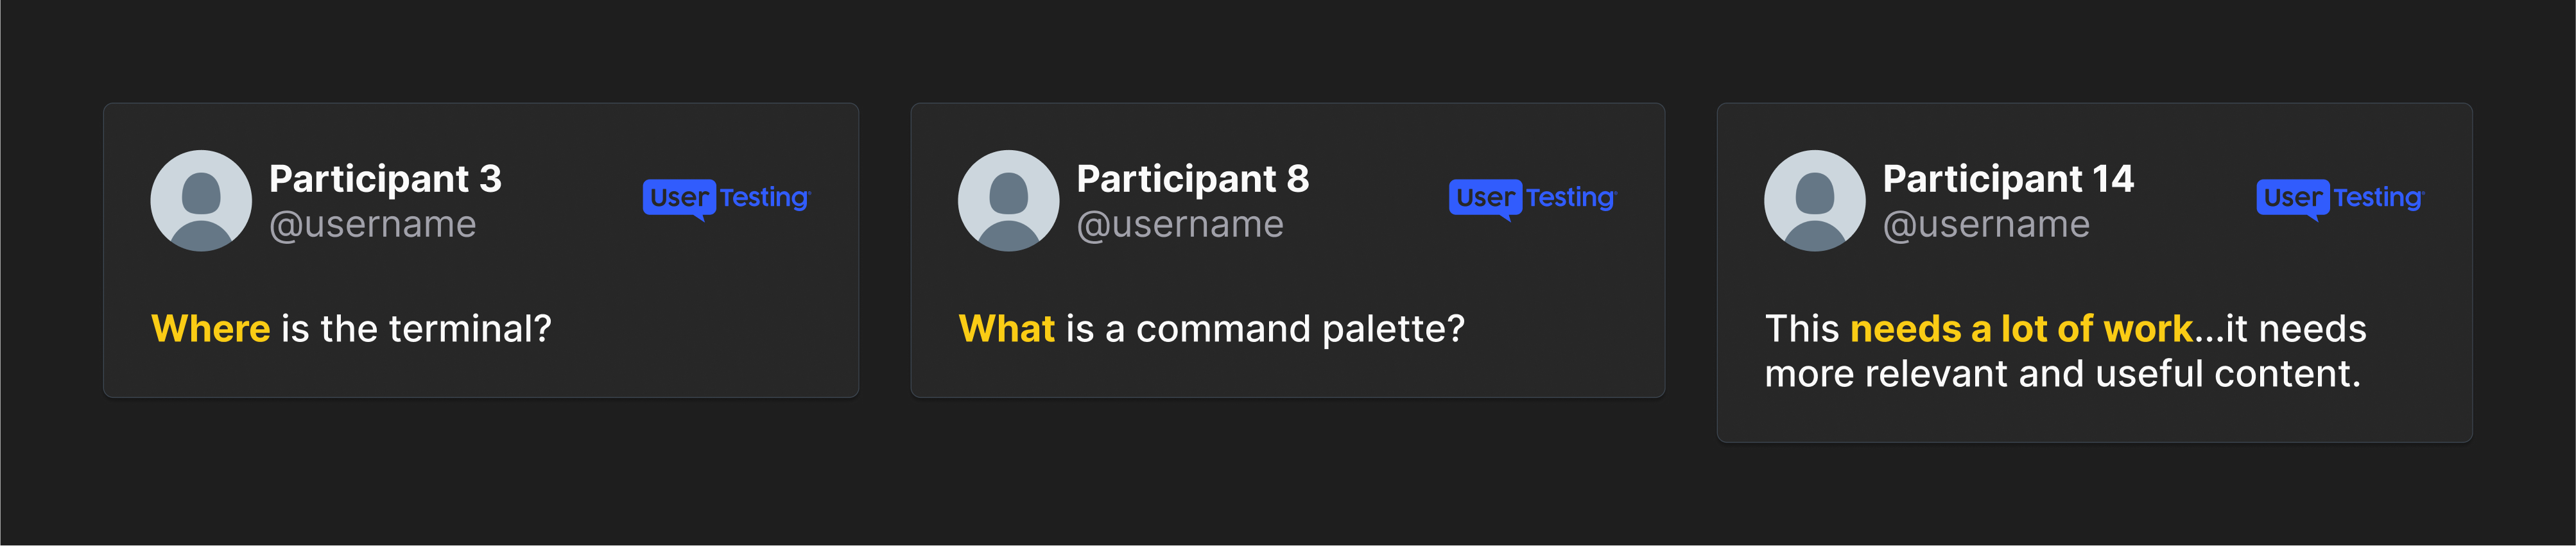 Participant 3
@username
User Testing
Where is the terminal?
Participant 8
@username
User Testing
What is a command palette?
Participant 14
@username
User Testing
This needs a lot of work...it needs
more relevant and useful content.